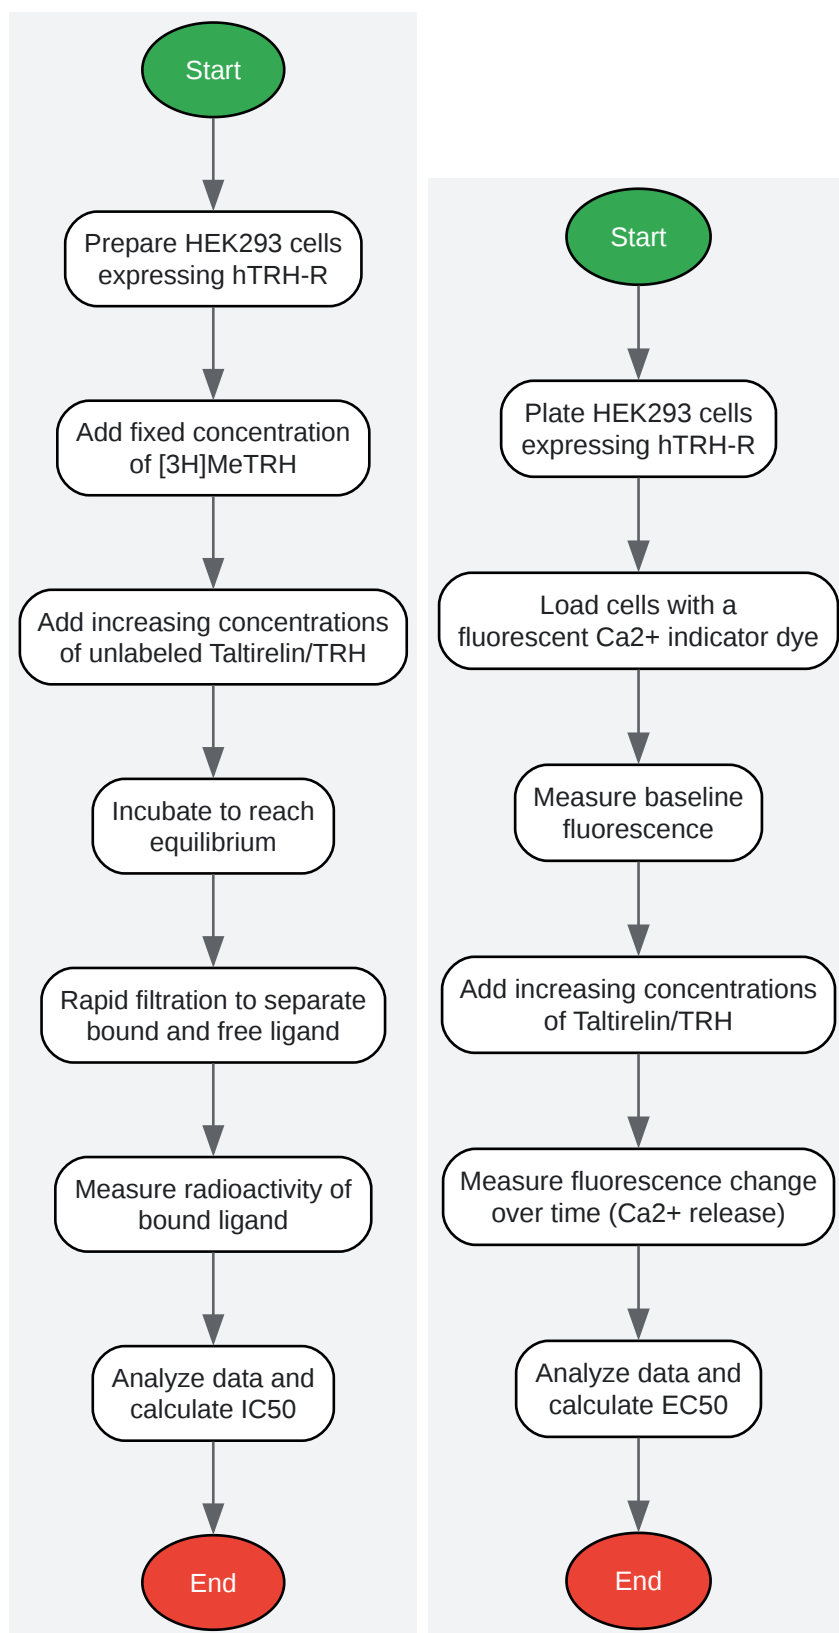 Start
Prepare HEK293 cells
expressing hTRH-R
Add fixed concentration
of [3H]MeTRH
Add increasing concentrations
of unlabeled Taltirelin/TRH
Incubate to reach
equilibrium
Rapid filtration to separate
bound and free ligand
Measure radioactivity of
bound ligand
Analyze data and
calculate IC50
End
Start
Plate HEK293 cells
expressing hTRH-R
Load cells with a
fluorescent Ca2+ indicator dye
Measure baseline
fluorescence
Add increasing concentrations
of Taltirelin/TRH
Measure fluorescence change
over time (Ca2+ release)
Analyze data and
calculate EC50
End